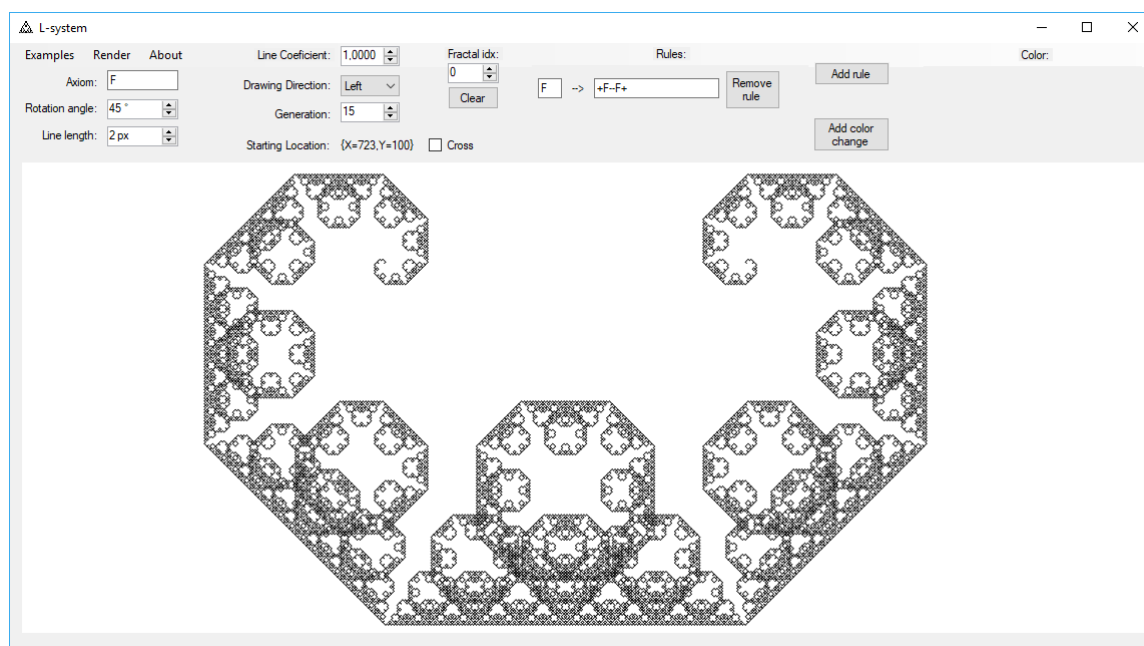 L-system
Examples Render About
Line Coeficient: 1,0000
Fractal idx:
Rules:
Color:
Axiom: F
0
F --> +F--F+
Remove rule
Add rule
Drawing Direction: Left
Clear
Rotation angle: 45 °
Generation: 15
Line length: 2 px
Add color change
Starting Location: {X=723,Y=100} Cross